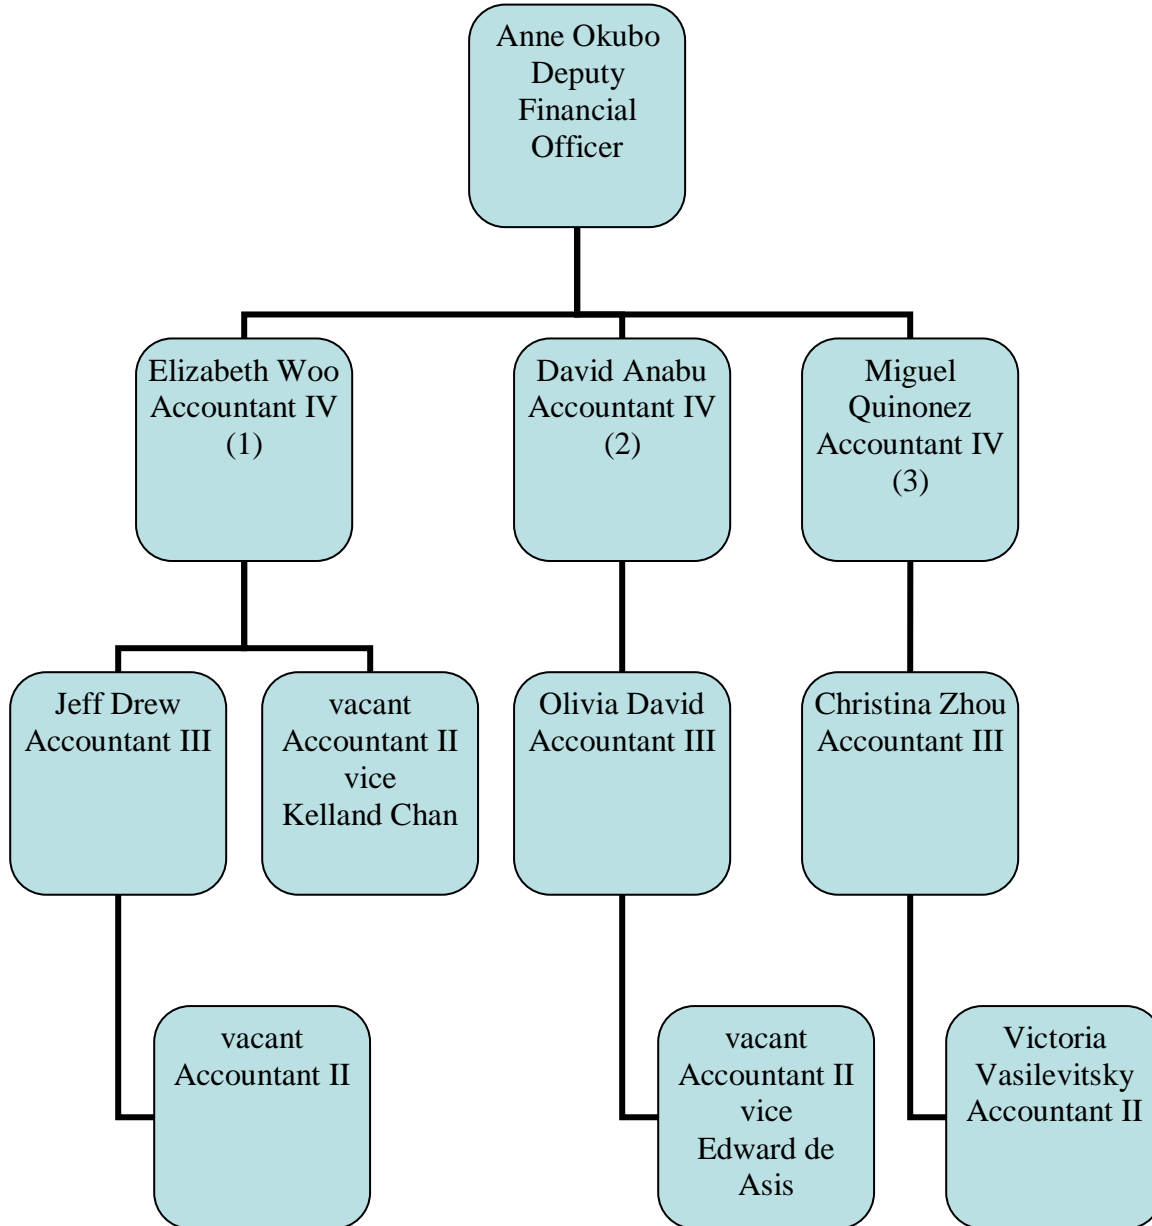 Anne Okubo
Deputy
Financial
Officer
Elizabeth Woo
Accountant IV
(1)
David Anabu
Accountant IV
(2)
Miguel
Quinonez
Accountant IV
(3)
Jeff Drew
Accountant III
vacant
Accountant II
vice
Kelland Chan
Olivia David
Accountant III
Christina Zhou
Accountant III
vacant
Accountant II
vacant
Accountant II
vice
Edward de
Asis
Victoria
Vasilevitsky
Accountant II